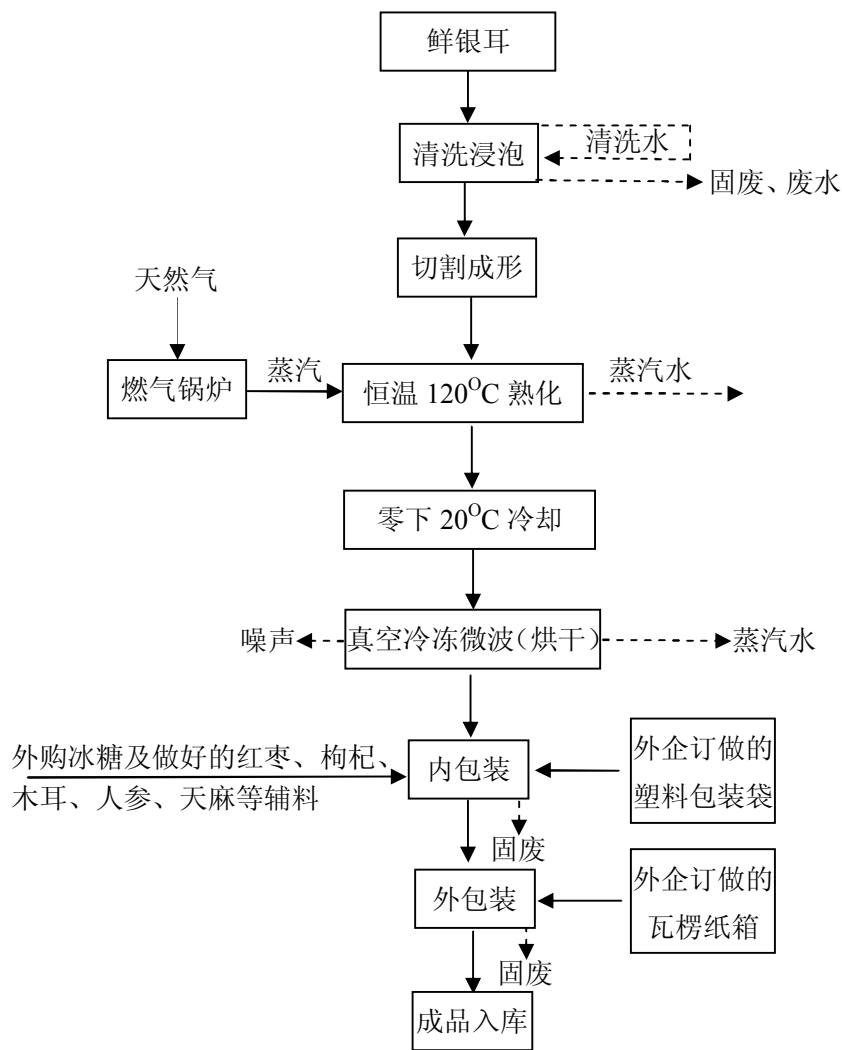 鲜银耳
清洗浸泡
清洗水
固废、废水
切割成形
天然气
燃气锅炉
蒸汽
恒温 120OC 熟化
蒸汽水
零下 20OC 冷却
噪声
真空冷冻微波（烘干）
蒸汽水
外购冰糖及做好的红枣、枸杞、
木耳、人参、天麻等辅料
内包装
外企订做的
塑料包装袋
固废
外包装
外企订做的
瓦楞纸箱
固废
成品入库